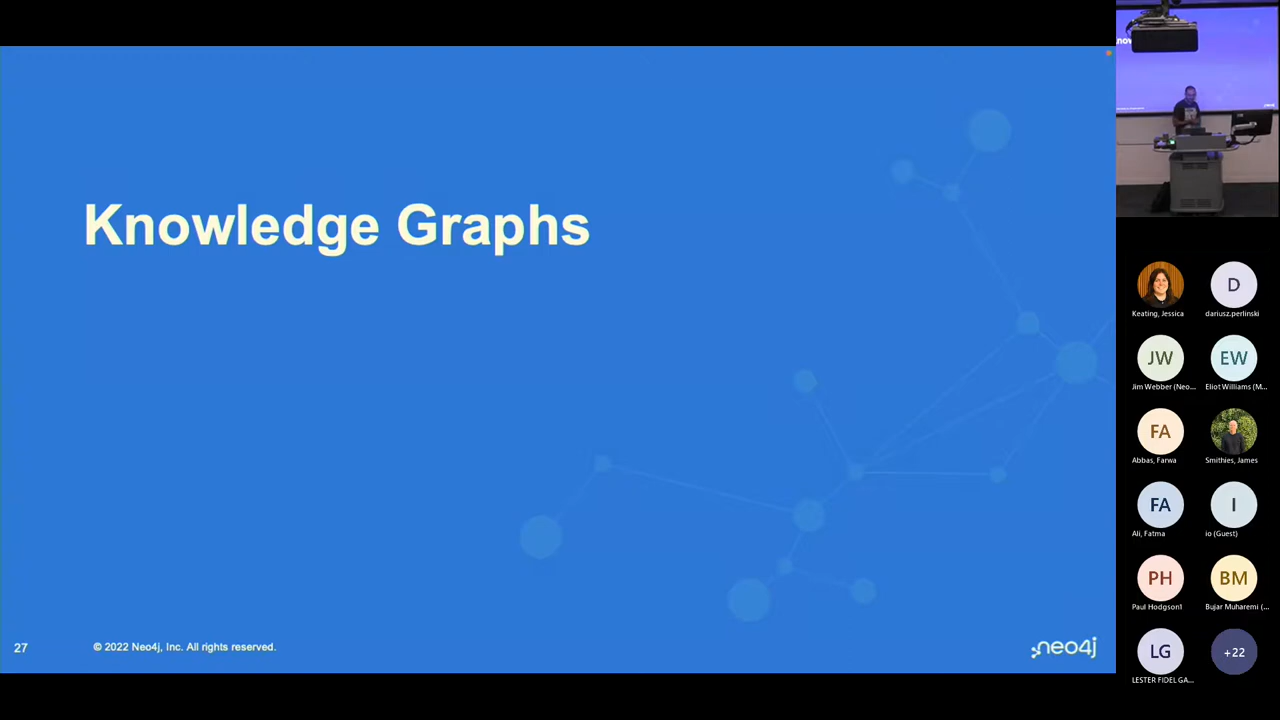 Knowledge Graphs
27
© 2022 Neo4j, Inc. All rights reserved.
neo4j
Keating, Jessica
D
dariusz.perlinski
JW
Jim Webber (Neo...
EW
Eliot Williams (M...
FA
Abbas, Farwa
Smithies, James
FA
Ali, Fatma
I
io (Guest)
PH
Paul Hodgson1
BM
Bujar Muharemi (...
LG
LESTER FIDEL GA...
+22